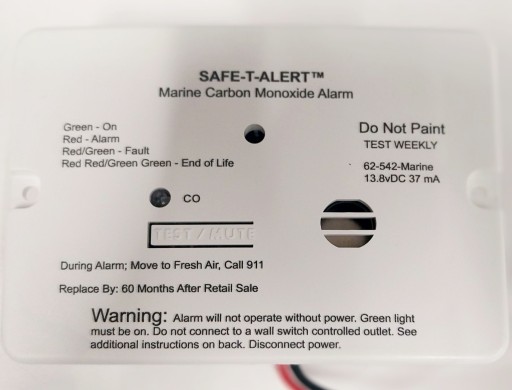 SAFE-T-ALERT™
Marine Carbon Monoxide Alarm
Green - On
Red - Alarm
Red/Green - Fault
Red Red/Green Green - End of Life
Do Not Paint
TEST WEEKLY
62-542-Marine
13.8vDC 37 mA
CO
TEST / MUTE
During Alarm; Move to Fresh Air, Call 911
Replace By: 60 Months After Retail Sale
Warning: Alarm will not operate without power. Green light
must be on. Do not connect to a wall switch controlled outlet. See
additional instructions on back. Disconnect power.